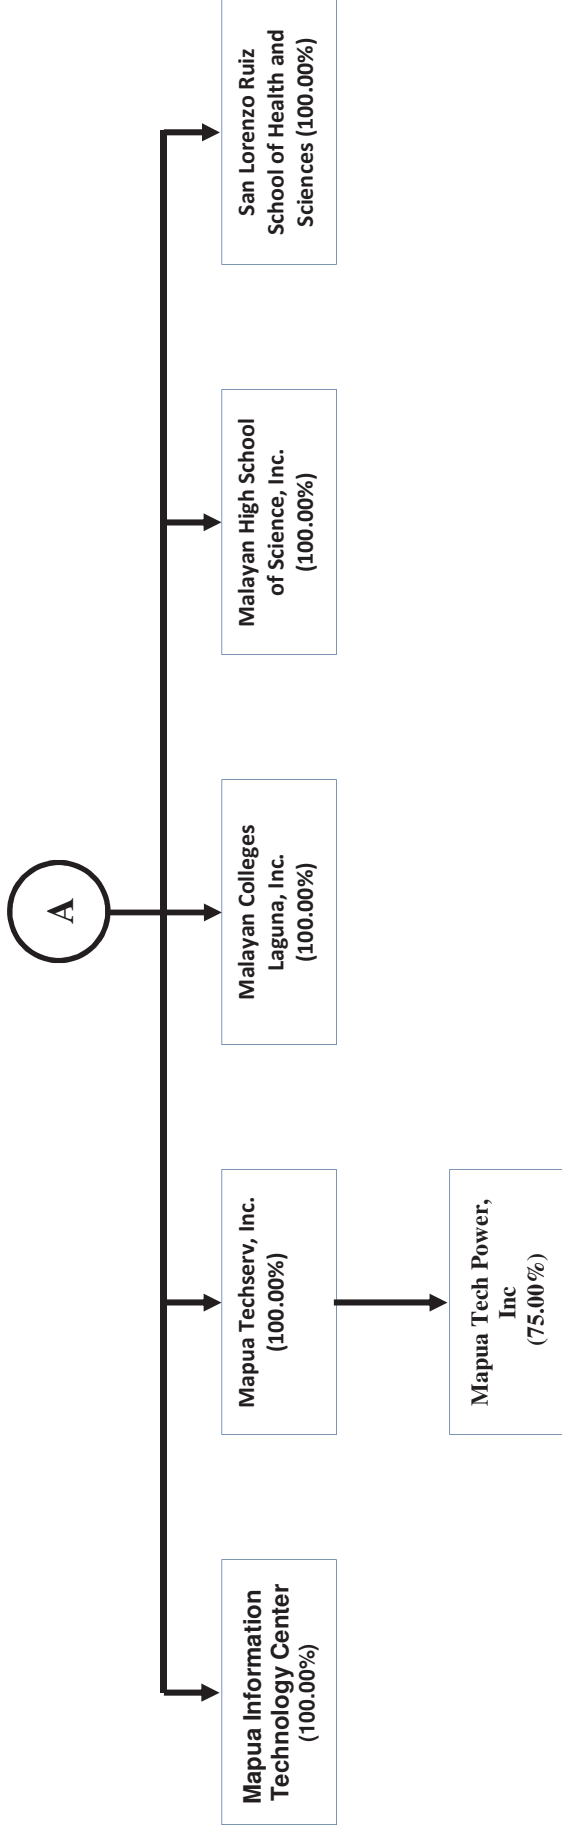 A
Mapua Information
Technology Center
(100.00%)
Mapua Techserv, Inc.
(100.00%)
Malayan Colleges
Laguna, Inc.
(100.00%)
Malayan High School
of Science, Inc.
(100.00%)
San Lorenzo Ruiz
School of Health and
Sciences (100.00%)
Mapua Tech Power,
Inc
(75.00%)